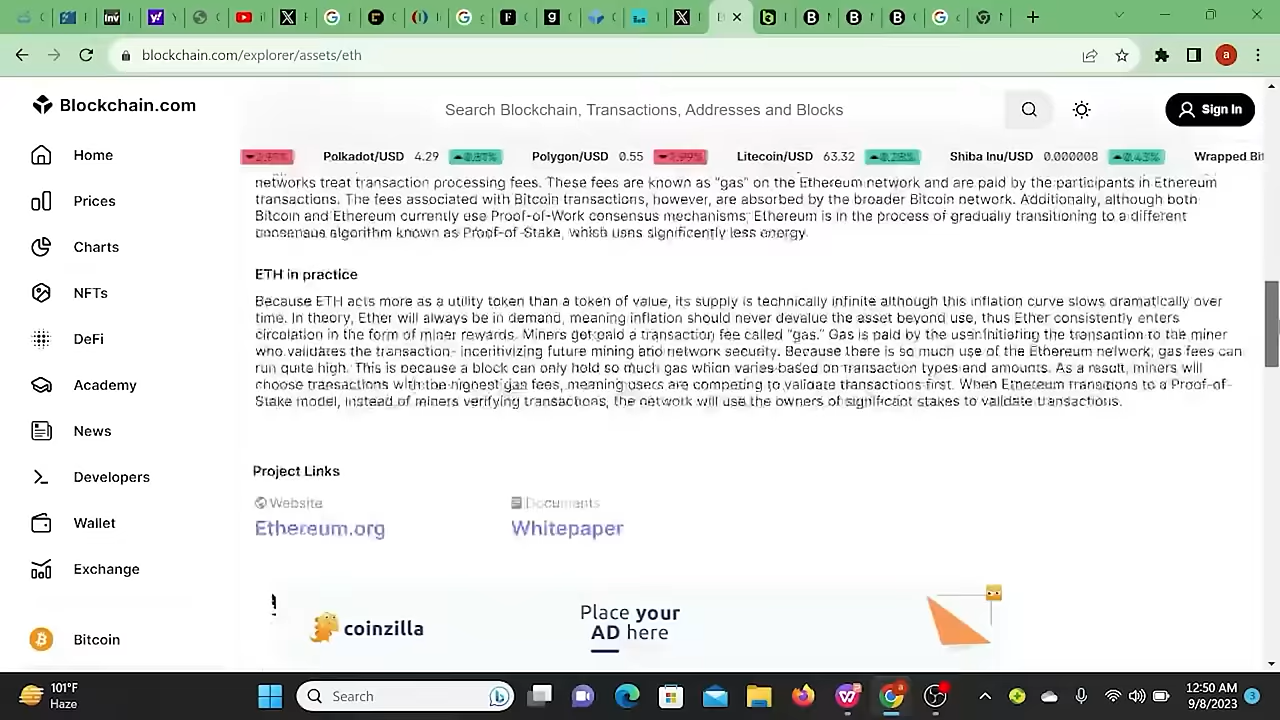 Inv
blockchain.com/explorer/assets/eth
a
Blockchain.com
Search Blockchain, Transactions, Addresses and Blocks
Sign In
Polkadot/USD 4.29 Polygon/USD 0.55 Litecoin/USD 63.32 Shiba Inu/USD 0.000008 Wrapped Bit
Home
Prices
Charts
NFTs
DeFi
Academy
News
Developers
Wallet
Exchange
Bitcoin
networks treat transaction processing fees. These fees are known as "gas" on the Ethereum network and are paid by the participants in Ethereum
transactions. The fees associated with Bitcoin transactions, however, are absorbed by the broader Bitcoin network. Additionally, although both
Bitcoin and Ethereum currently use Proof-of-Work consensus mechanisms, Ethereum is in the process of gradually transitioning to a different
consensus algorithm known as Proof-of-Stake, which uses significantly less energy.
ETH in practice
Because ETH acts more as a utility token than a token of value, its supply is technically infinite although this inflation curve slows dramatically over
time. In theory, Ether will always be in demand, meaning inflation should never devalue the asset beyond use, thus Ether consistently enters
circulation in the form of miner rewards. Miners get paid a transaction fee called "gas." Gas is paid by the user initiating the transaction to the miner
who validates the transaction- incentivizing future mining and network security. Because there is so much use of the Ethereum network, gas fees can
run quite high. This is because a block can only hold so much gas which varies based on transaction types and amounts. As a result, miners will
choose transactions with the highest gas fees, meaning users are competing to validate transactions first. When Ethereum transitions to a Proof-of-
Stake model, instead of miners verifying transactions, the network will use the owners of significant stakes to validate transactions.
Project Links
Website
Documents
Ethereum.org
Whitepaper
coinzilla
Place your
AD here
101°F
Haze
Search
12:50 AM
9/8/2023
3